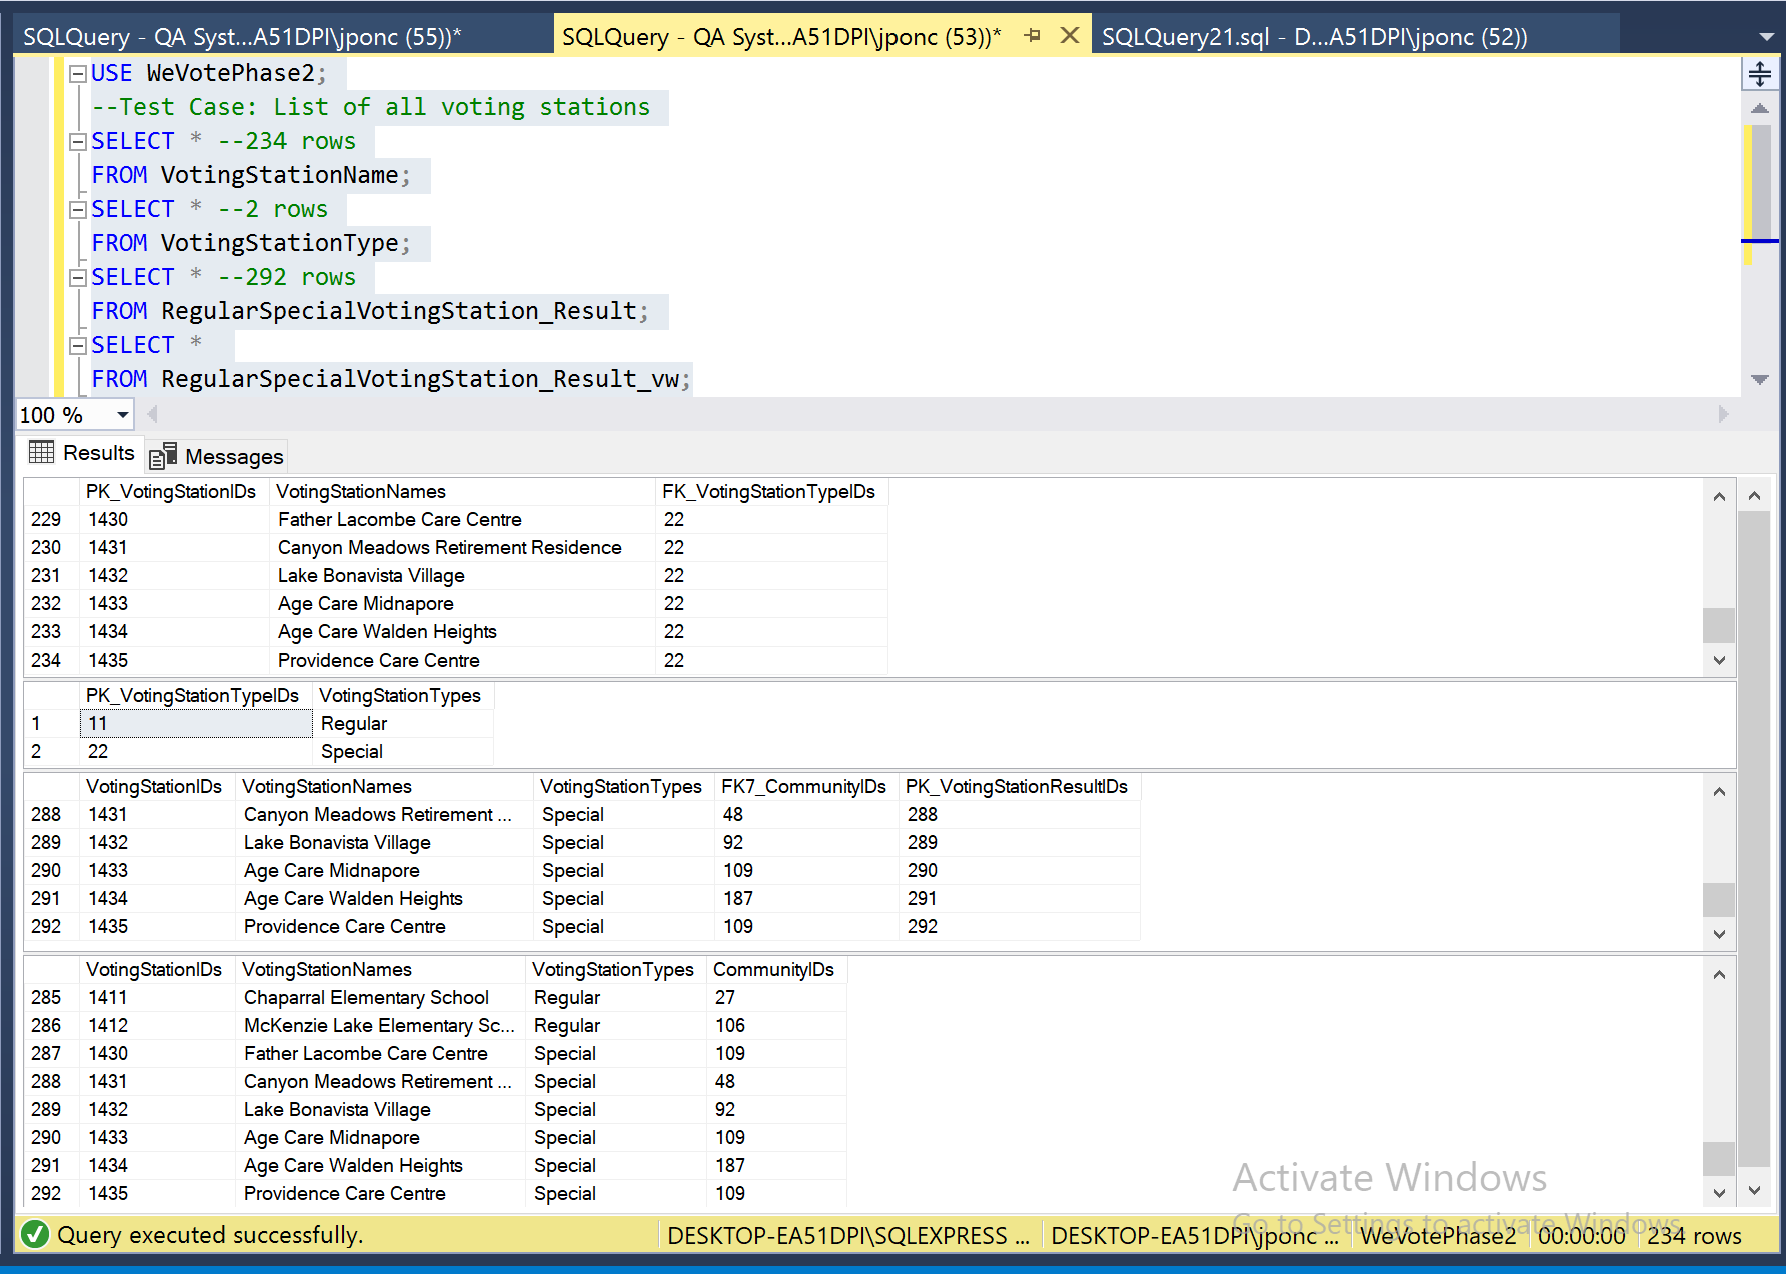 SQLQuery - QA Syst...A51DPI\jponc (55))*
SQLQuery - QA Syst...A51DPI\jponc (53))*
SQLQuery21.sql - D...A51DPI\jponc (52))
USE WeVotePhase2;
--Test Case: List of all voting stations
SELECT * --234 rows
FROM VotingStationName;
SELECT * --2 rows
FROM VotingStationType;
SELECT * --292 rows
FROM RegularSpecialVotingStation_Result;
SELECT *
FROM RegularSpecialVotingStation_Result_vw;
100 %
Results Messages
PK_VotingStationIDs VotingStationNames FK_VotingStationTypeIDs
229 1430 Father Lacombe Care Centre 22
230 1431 Canyon Meadows Retirement Residence 22
231 1432 Lake Bonavista Village 22
232 1433 Age Care Midnapore 22
233 1434 Age Care Walden Heights 22
234 1435 Providence Care Centre 22
PK_VotingStationTypeIDs VotingStationTypes
1 11 Regular
2 22 Special
VotingStationIDs VotingStationNames VotingStationTypes FK7_CommunityIDs PK_VotingStationResultIDs
288 1431 Canyon Meadows Retirement ... Special 48 288
289 1432 Lake Bonavista Village Special 92 289
290 1433 Age Care Midnapore Special 109 290
291 1434 Age Care Walden Heights Special 187 291
292 1435 Providence Care Centre Special 109 292
VotingStationIDs VotingStationNames VotingStationTypes CommunityIDs
285 1411 Chaparral Elementary School Regular 27
286 1412 McKenzie Lake Elementary Sc... Regular 106
287 1430 Father Lacombe Care Centre Special 109
288 1431 Canyon Meadows Retirement ... Special 48
289 1432 Lake Bonavista Village Special 92
290 1433 Age Care Midnapore Special 109
291 1434 Age Care Walden Heights Special 187
292 1435 Providence Care Centre Special 109
Activate Windows
Go to Settings to activate Windows.
Query executed successfully. DESKTOP-EA51DPI\SQLEXPRESS ... DESKTOP-EA51DPI\jponc ... WeVotePhase2 00:00:00 234 rows